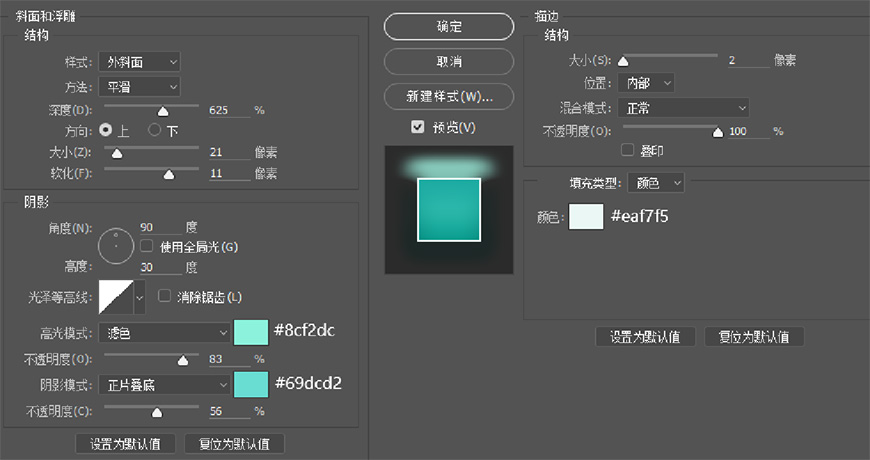 斜面和浮雕
结构
样式: 外斜面
方法: 平滑
深度(D): 625 %
方向: 上 下
大小(Z): 21 像素
软化(F): 11 像素
阴影
角度(N): 90 度
使用全局光(G)
高度: 30 度
光泽等高线: 消除锯齿(L)
高光模式: 滤色 #8cf2dc
不透明度(O): 83 %
阴影模式: 正片叠底 #69dcd2
不透明度(C): 56 %
设置为默认值 复位为默认值
确定
取消
新建样式(W)...
预览(V)
描边
结构
大小(S): 2 像素
位置: 内部
混合模式: 正常
不透明度(O): 100 %
叠印
填充类型: 颜色
颜色: #eaf7f5
设置为默认值 复位为默认值